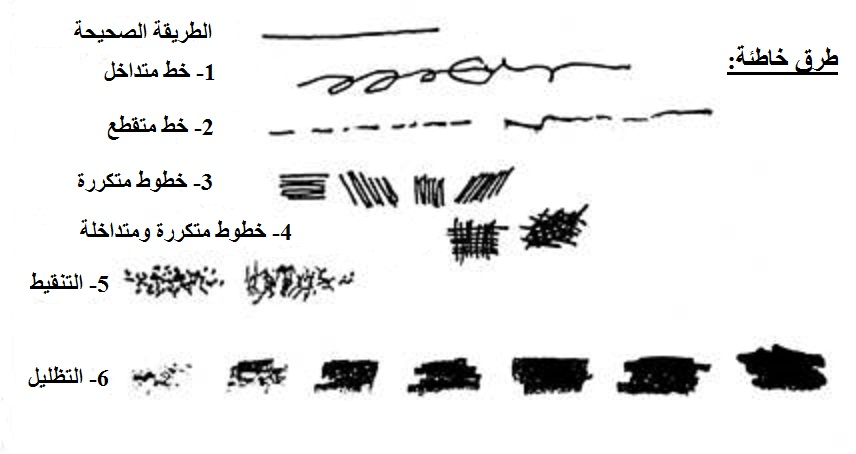 الطريقة الصحيحة
طرق خاطئة:
1- خط متداخل
2- خط متقطع
3- خطوط متكررة
4- خطوط متكررة ومتداخلة
5- التنقيط
6- التظليل